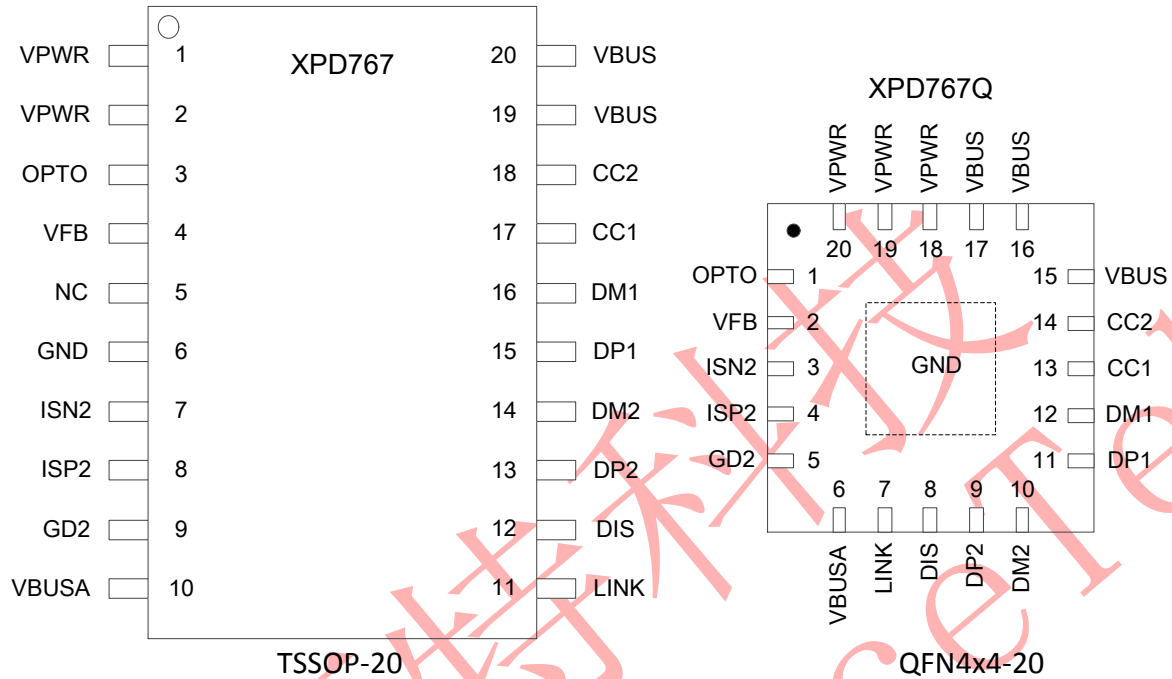 XPD767
VPWR 1 20 VBUS
VPWR 2 19 VBUS
OPTO 3 18 CC2
VFB 4 17 CC1
NC 5 16 DM1
GND 6 15 DP1
ISN2 7 14 DM2
ISP2 8 13 DP2
GD2 9 12 DIS
VBUSA 10 11 LINK
TSSOP-20
XPD767Q
VPWR VPWR VPWR VBUS VBUS
20 19 18 17 16
OPTO 1 15 VBUS
VFB 2 14 CC2
ISN2 3 13 CC1
GND
ISP2 4 12 DM1
GD2 5 11 DP1
6 7 8 9 10
VBUSA LINK DIS DP2 DM2
QFN4x4-20
特科技